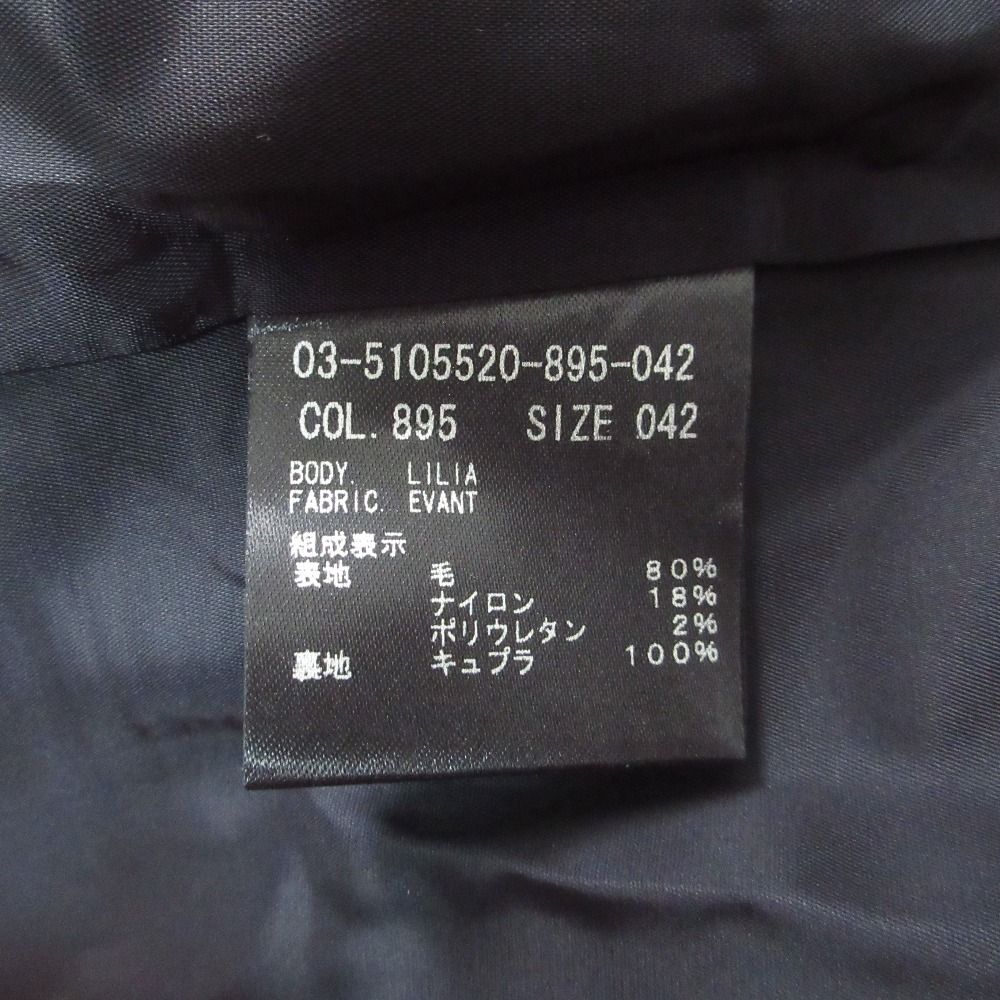 03-5105520-895-042
COL. 895 SIZE 042
BODY. LILIA
FABRIC. EVANT
組成表示
表地 毛 80%
ナイロン 18%
ポリウレタン 2%
裏地 キュプラ 100%